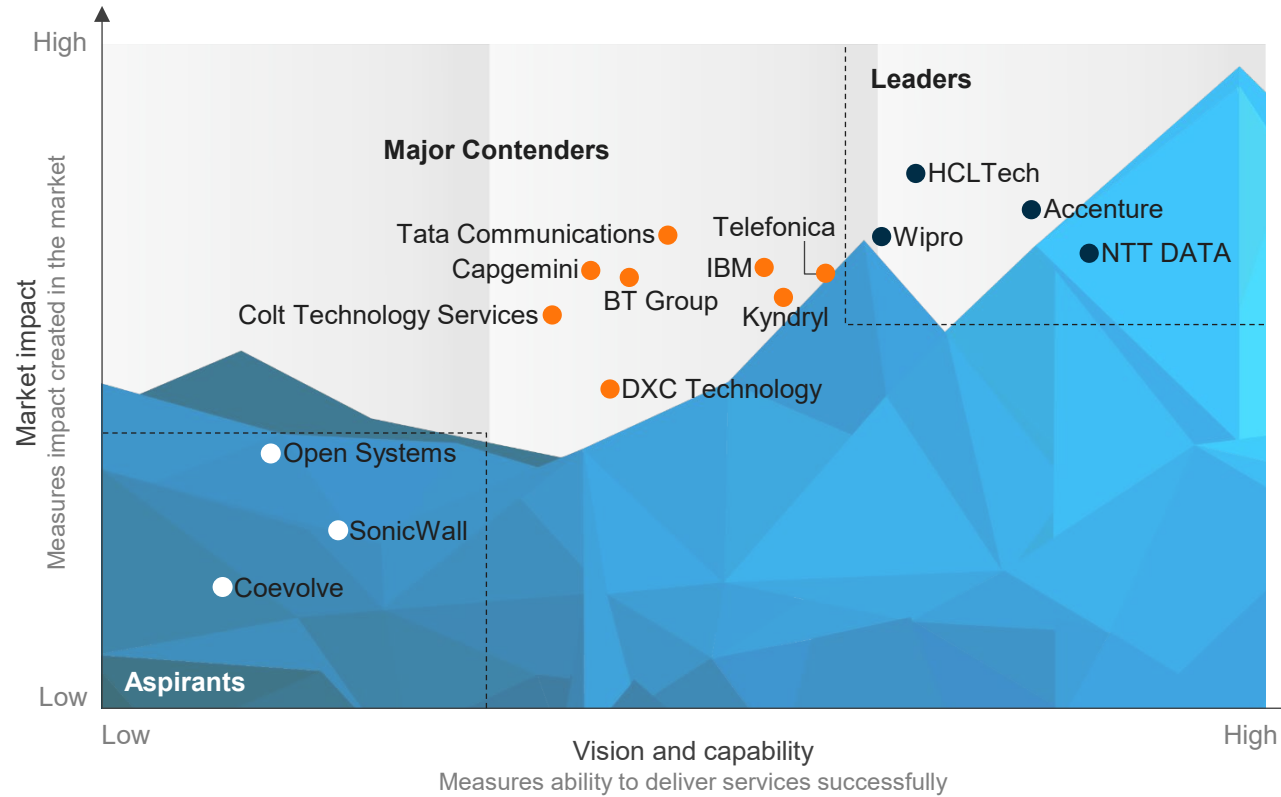 High
Leaders
Major Contenders
HCLTech
Accenture
Telefonica
Tata Communications
Wipro
NTT DATA
Capgemini
IBM
BT Group
Colt Technology Services
Kyndryl
DXC Technology
Open Systems
SonicWall
Coevolve
Aspirants
Market impact
Measures impact created in the market
Low
Low
High
Vision and capability
Measures ability to deliver services successfully